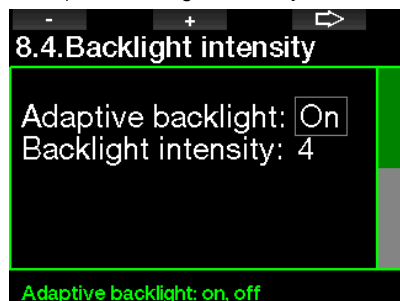 - +
8.4.Backlight intensity
Adaptive backlight: On
Backlight intensity: 4
Adaptive backlight: on, off